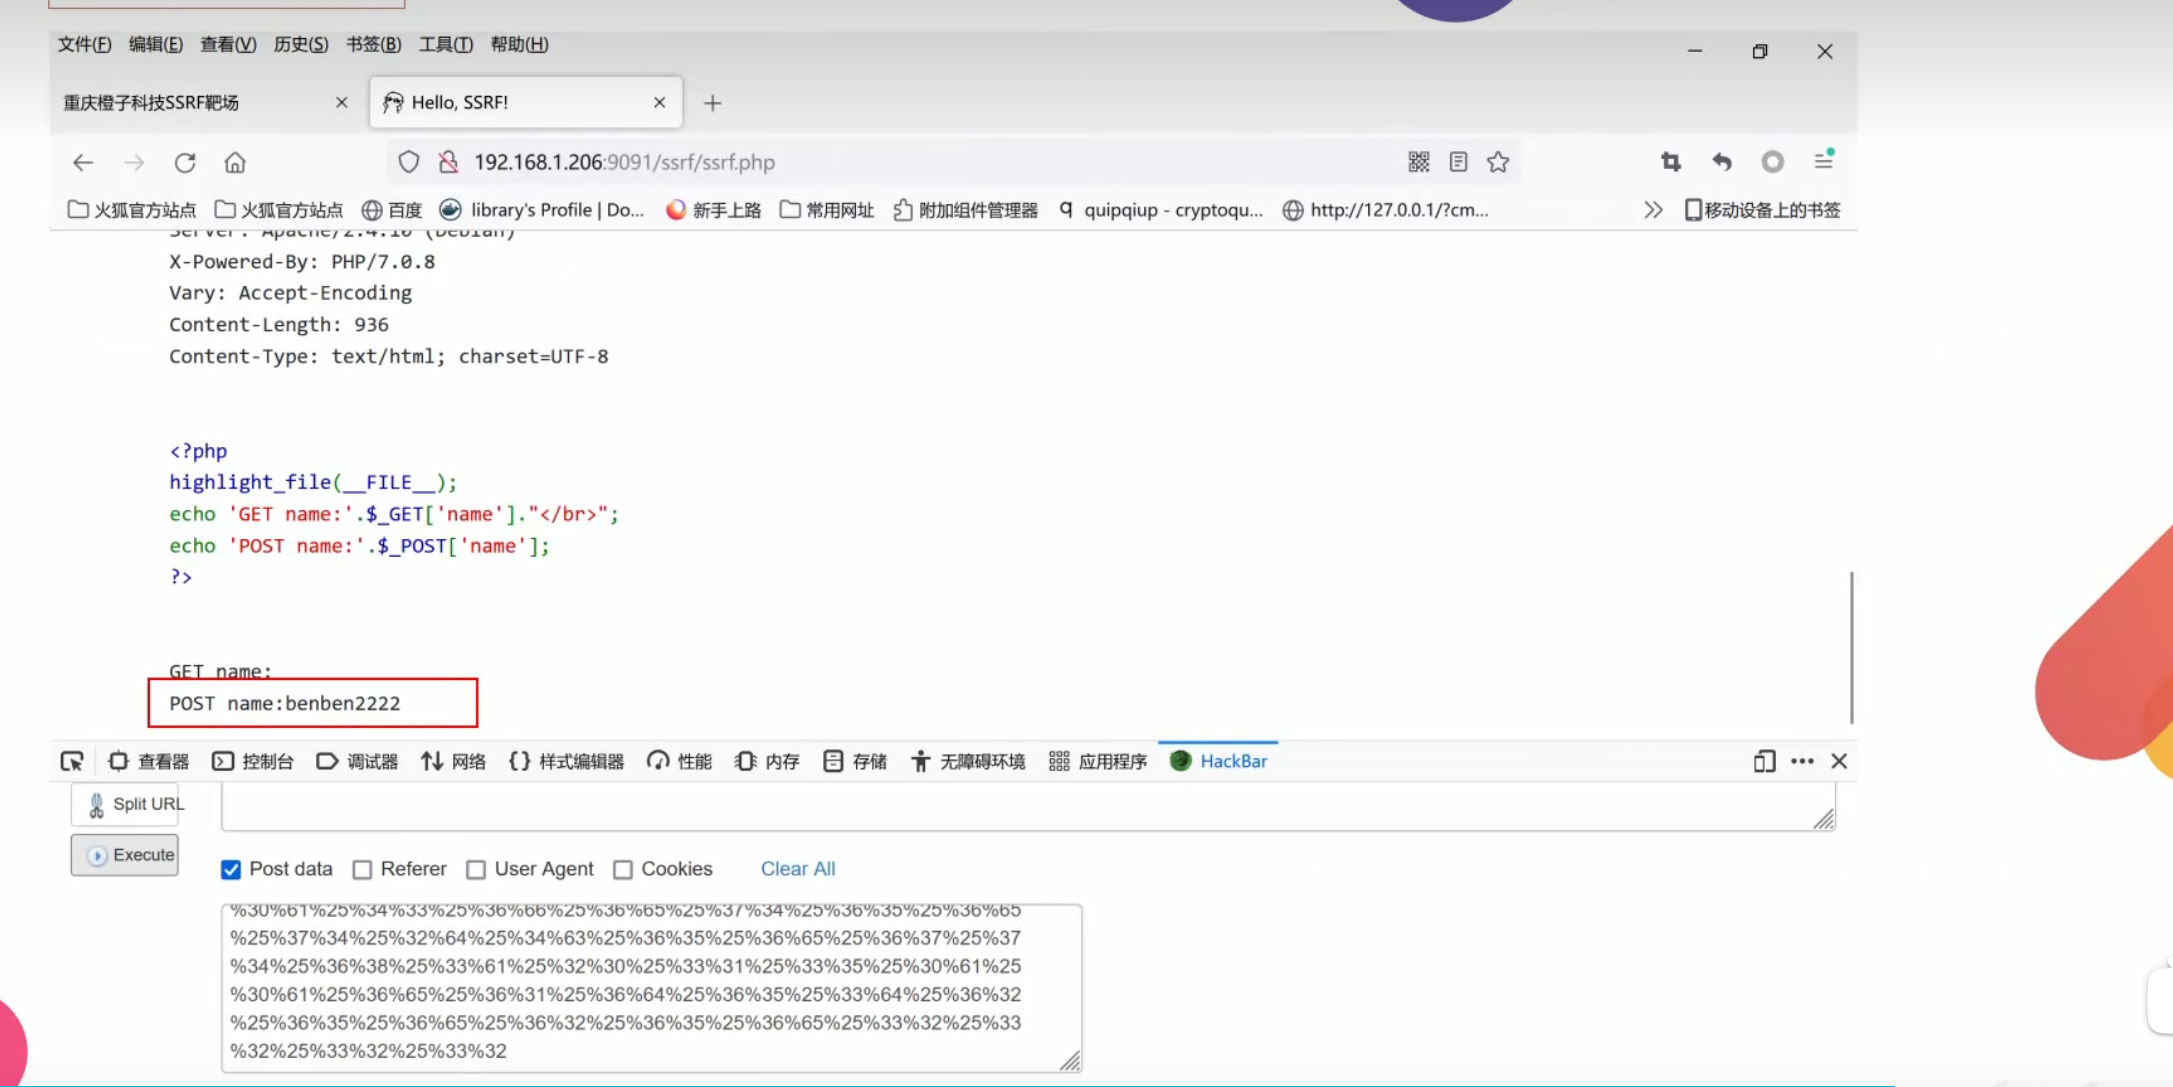 文件(F) 编辑(E) 查看(V) 历史(S) 书签(B) 工具(T) 帮助(H)
重庆橙子科技SSRF靶场 Hello, SSRF!
192.168.1.206:9091/ssrf/ssrf.php
火狐官方站点 火狐官方站点 百度 library's Profile | Do... 新手上路 常用网址 附加组件管理器 quipqiup - cryptoqu... http://127.0.0.1/?cm... 移动设备上的书签
Server: Apache/2.4.10 (Debian)
X-Powered-By: PHP/7.0.8
Vary: Accept-Encoding
Content-Length: 936
Content-Type: text/html; charset=UTF-8
<?php
highlight_file(__FILE__);
echo 'GET name:'.$_GET['name']."</br>";
echo 'POST name:'.$_POST['name'];
?>
GET name:
POST name:benben2222
查看器 控制台 调试器 网络 样式编辑器 性能 内存 存储 无障碍环境 应用程序 HackBar
Split URL
Execute
Post data Referer User Agent Cookies Clear All
%30%61%25%34%33%25%36%66%25%36%65%25%37%34%25%36%35%25%36%65
%25%37%34%25%32%64%25%34%63%25%36%35%25%36%65%25%36%37%25%37
%34%25%36%38%25%33%61%25%32%30%25%33%31%25%33%35%25%30%61%25
%30%61%25%36%65%25%36%31%25%36%64%25%36%35%25%33%64%25%36%32
%25%36%35%25%36%65%25%36%32%25%36%35%25%36%65%25%33%32%25%33
%32%25%33%32%25%33%32